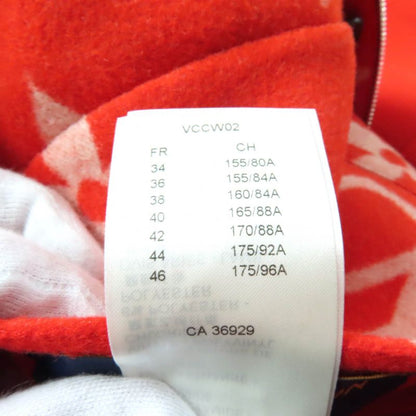 VCCW02
FR CH
34 155/80A
36 155/84A
38 160/84A
40 165/88A
42 170/88A
44 175/92A
46 175/96A
CA 36929